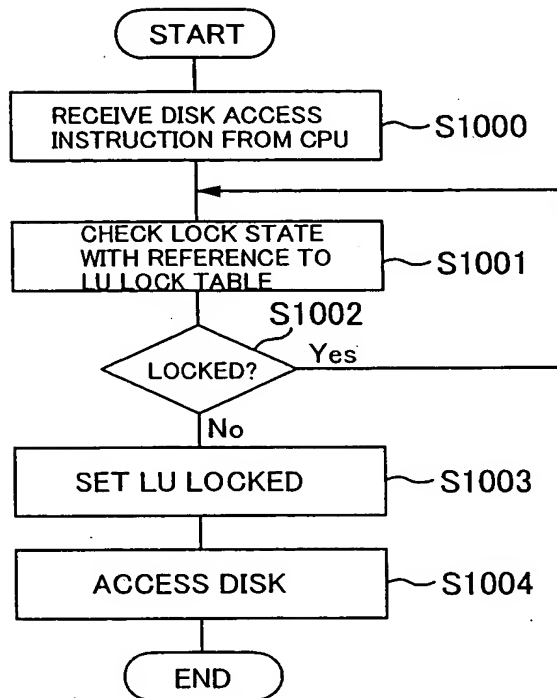 START
RECEIVE DISK ACCESS
INSTRUCTION FROM CPU
S1000
CHECK LOCK STATE
WITH REFERENCE TO
LU LOCK TABLE
S1001
S1002
LOCKED?
Yes
No
SET LU LOCKED
S1003
ACCESS DISK
S1004
END